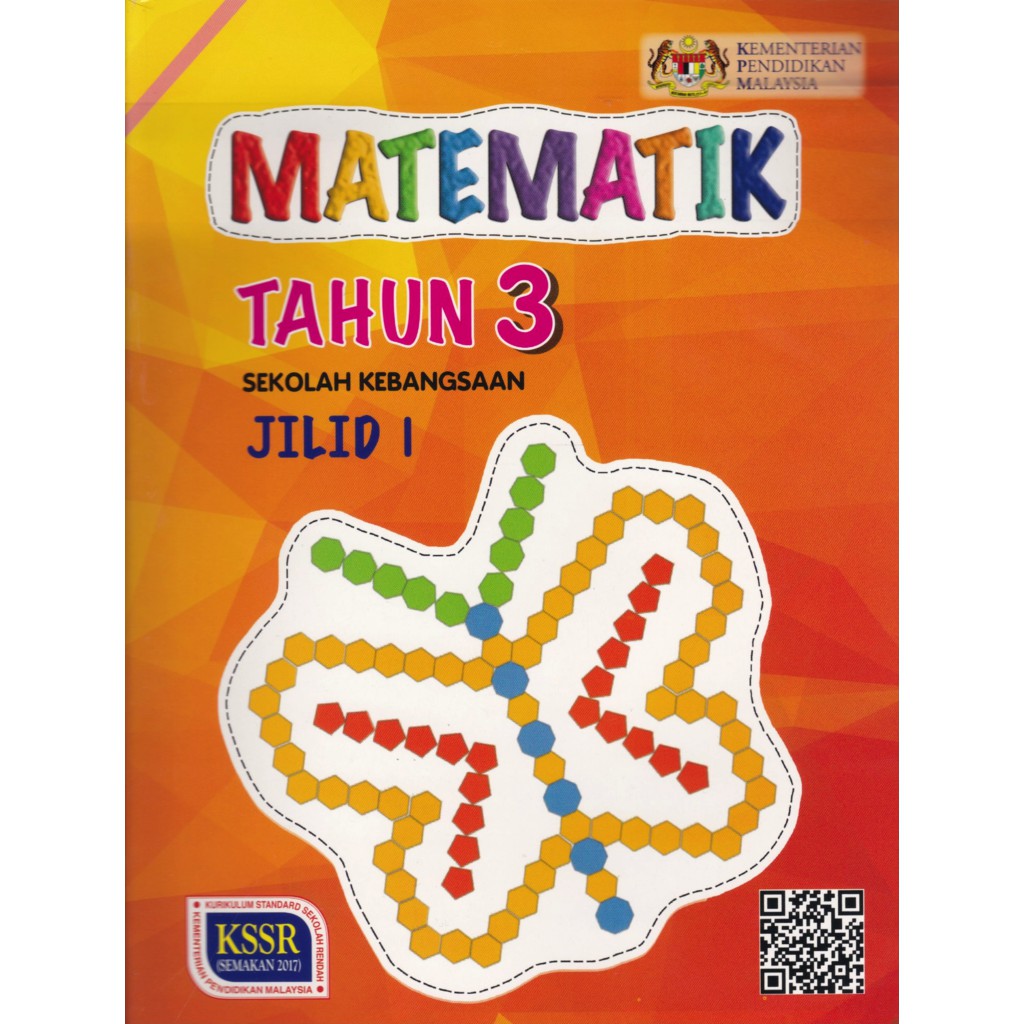 KEMENTERIAN
PENDIDIKAN
MALAYSIA
MATEMATIK
TAHUN 3
SEKOLAH KEBANGSAAN
JILID 1
KURIKULUM STANDARD SEKOLAH RENDAH
KSSR
(SEMAKAN 2017)
KEMENTERIAN PENDIDIKAN MALAYSIA